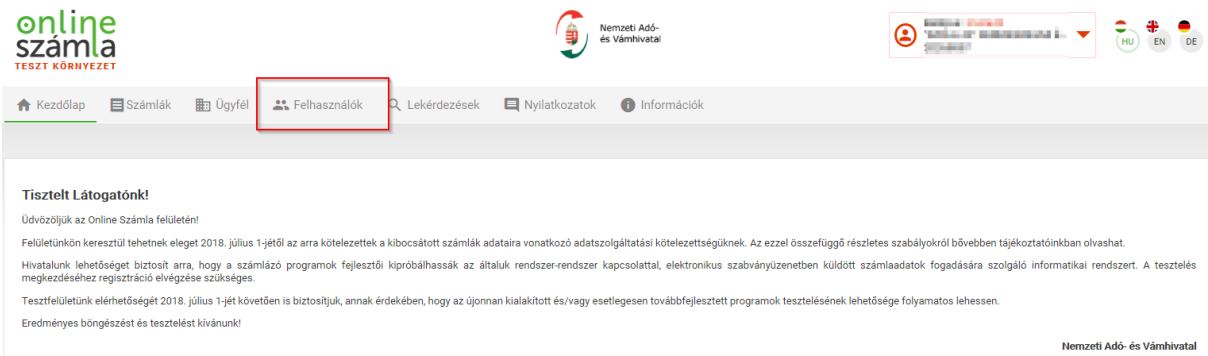 online
számla
TESZT KÖRNYEZET
Nemzeti Adó-
és Vámhivatal
HU EN DE
Kezdőlap Számlák Ügyfél Felhasználók Lekérdezések Nyilatkozatok Információk
Tisztelt Látogatónk!
Üdvözöljük az Online Számla felületén!
Felületünkön keresztül tehetnek eleget 2018. július 1-jétől az arra kötelezettek a kibocsátott számlák adataira vonatkozó adatszolgáltatási kötelezettségüknek. Az ezzel összefüggő részletes szabályokról bővebben tájékoztatóinkban olvashat.
Hivatalunk lehetőséget biztosít arra, hogy a számlázó programok fejlesztői kipróbálhassák az általuk rendszer-rendszer kapcsolattal, elektronikus szabványüzenetben küldött számlaadatok fogadására szolgáló informatikai rendszert. A tesztelés
megkezdéséhez regisztráció elvégzése szükséges.
Tesztfelületünk elérhetőségét 2018. július 1-jét követően is biztosítjuk, annak érdekében, hogy az újonnan kialakított és/vagy esetlegesen továbbfejlesztett programok tesztelésének lehetősége folyamatos lehessen.
Eredményes böngészést és tesztelést kívánunk!
Nemzeti Adó- és Vámhivatal